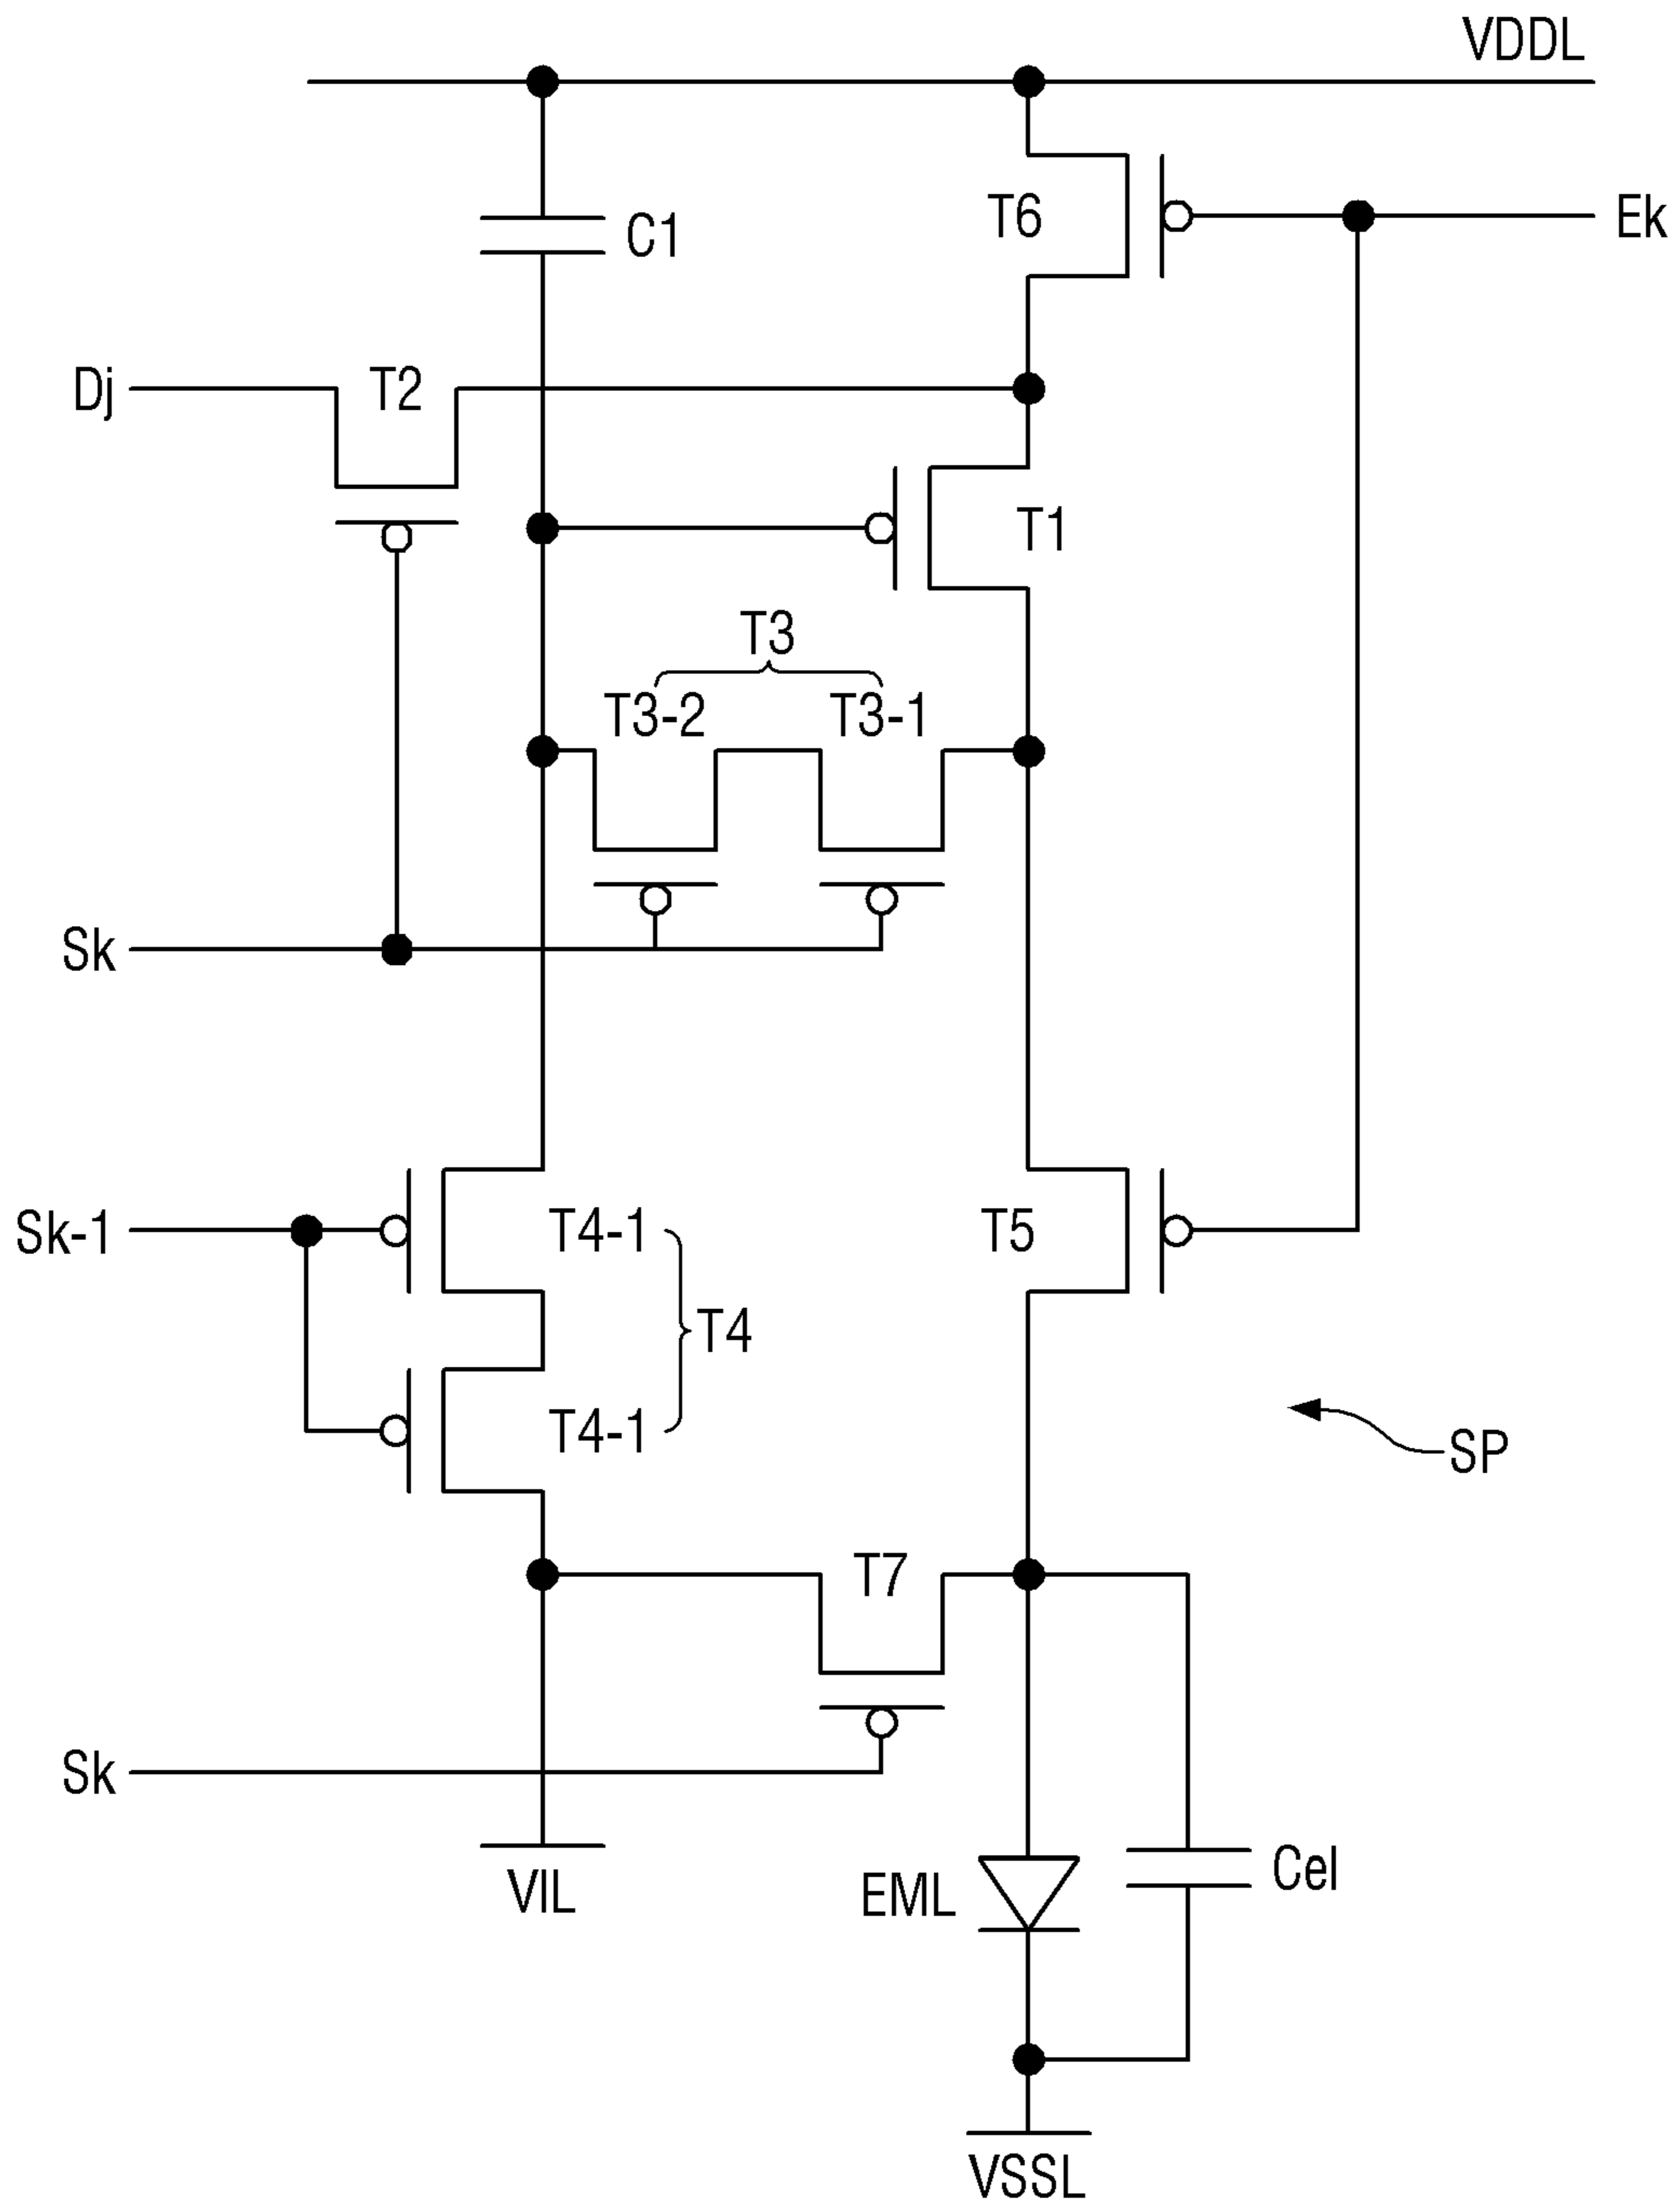 VDDL
T6
Ek
C1
Dj
T2
T1
T3
T3-2
T3-1
Sk
Sk-1
T4-1
T5
T4
T4-1
SP
T7
Sk
VIL
EML
Cel
VSSL